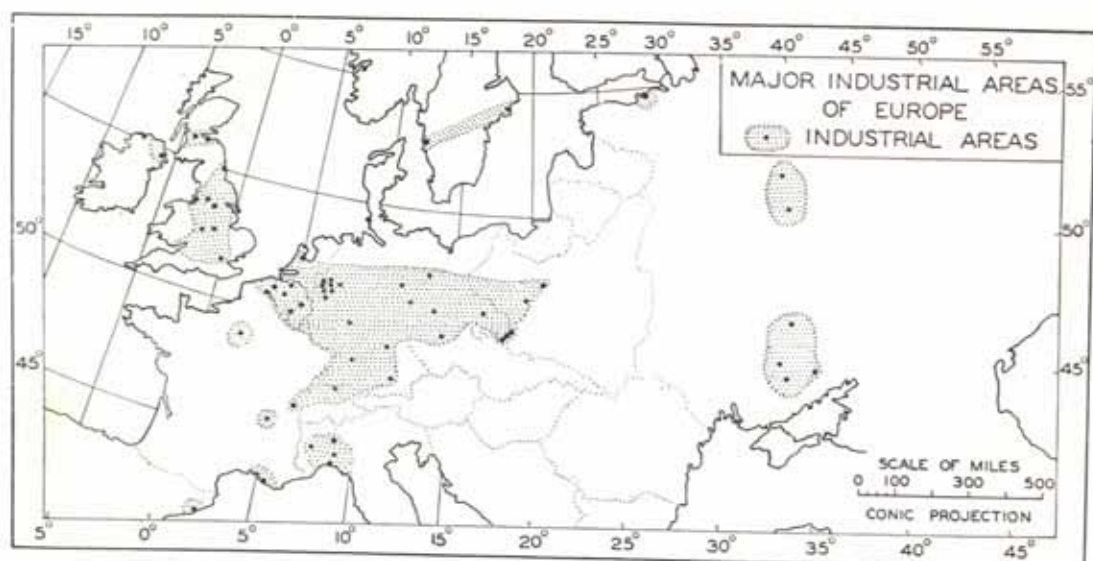 15° 10° 5° 0° 5° 10° 15° 20° 25° 30° 35° 40° 45° 50° 55°
MAJOR INDUSTRIAL AREAS
OF EUROPE
INDUSTRIAL AREAS
55°
50° 50°
45° 45°
SCALE OF MILES
0 100 300 500
CONIC PROJECTION
5° 0° 5° 10° 15° 20° 25° 30° 35° 40° 45°